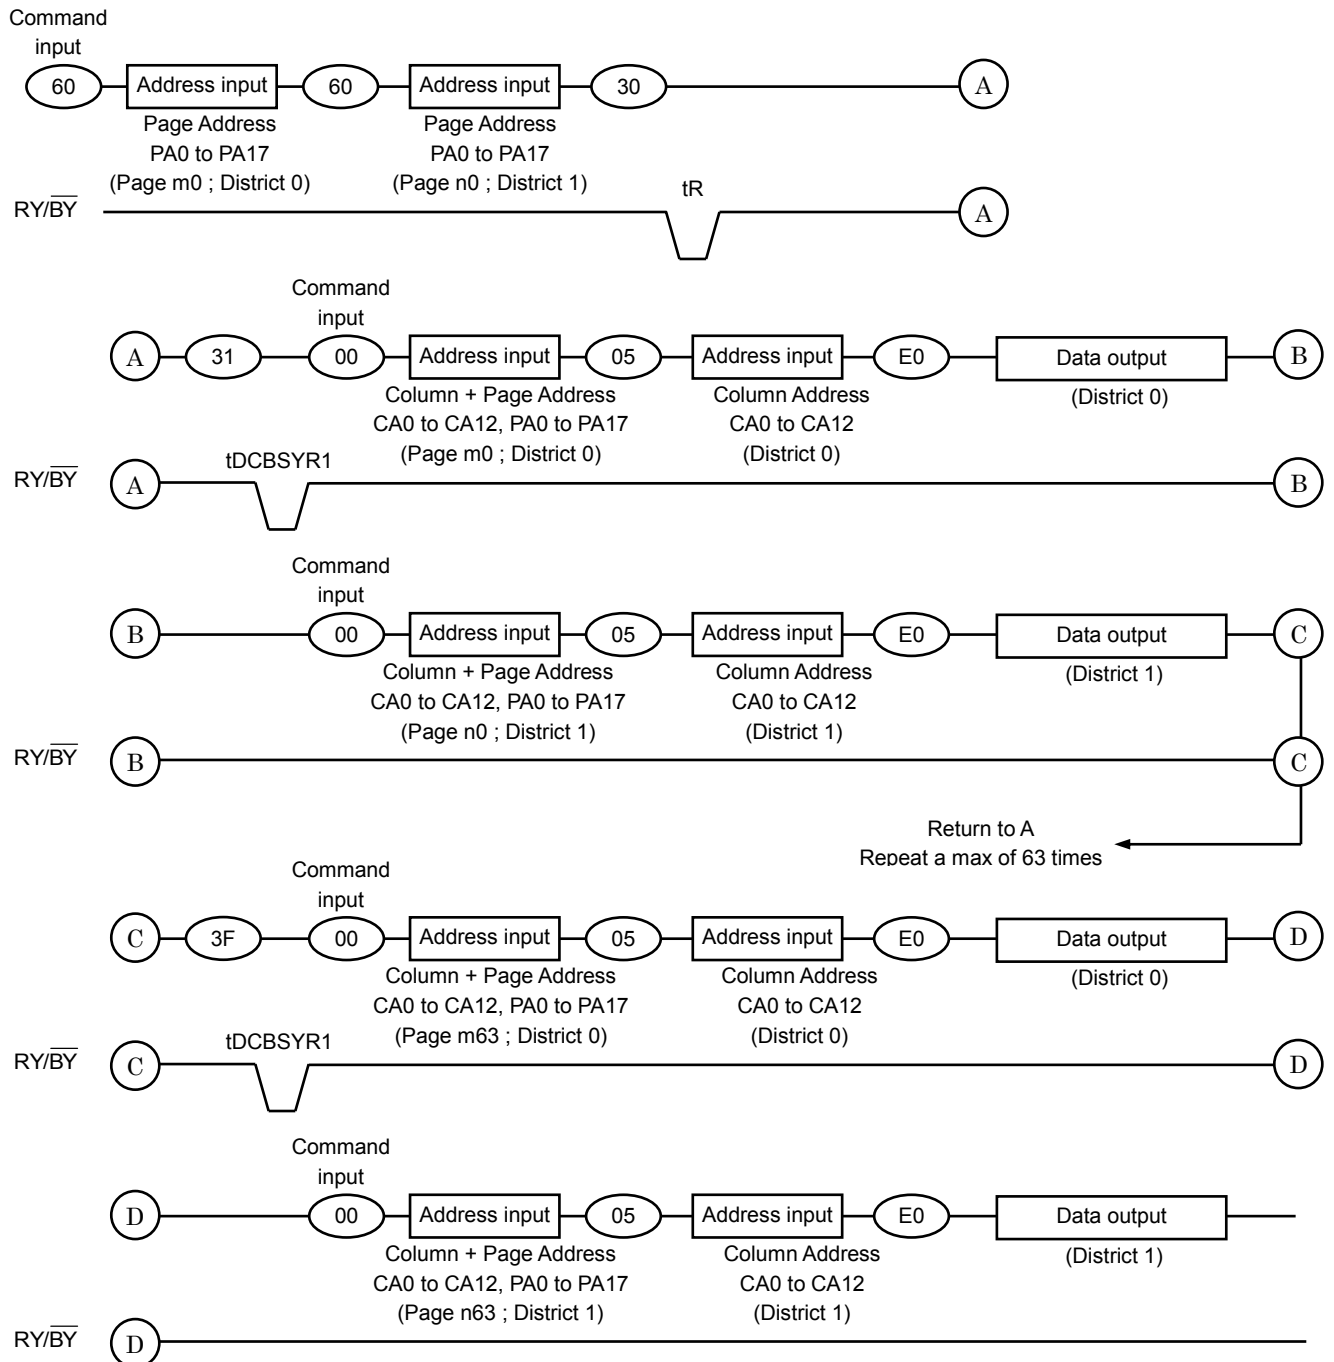 Command
input
60 Address input 60 Address input 30 A
Page Address Page Address
PA0 to PA17 PA0 to PA17
(Page m0 ; District 0) (Page n0 ; District 1)
tR
RY/BY A
Command
input
A 31 00 Address input 05 Address input E0 Data output B
Column + Page Address Column Address (District 0)
CA0 to CA12, PA0 to PA17 CA0 to CA12
(Page m0 ; District 0) (District 0)
tDCBSYR1
RY/BY A B
Command
input
B 00 Address input 05 Address input E0 Data output C
Column + Page Address Column Address (District 1)
CA0 to CA12, PA0 to PA17 CA0 to CA12
(Page n0 ; District 1) (District 1)
RY/BY B C
Return to A
Repeat a max of 63 times
Command
input
C 3F 00 Address input 05 Address input E0 Data output D
Column + Page Address Column Address (District 0)
CA0 to CA12, PA0 to PA17 CA0 to CA12
(Page m63 ; District 0) (District 0)
tDCBSYR1
RY/BY C D
Command
input
D 00 Address input 05 Address input E0 Data output
Column + Page Address Column Address (District 1)
CA0 to CA12, PA0 to PA17 CA0 to CA12
(Page n63 ; District 1) (District 1)
RY/BY D